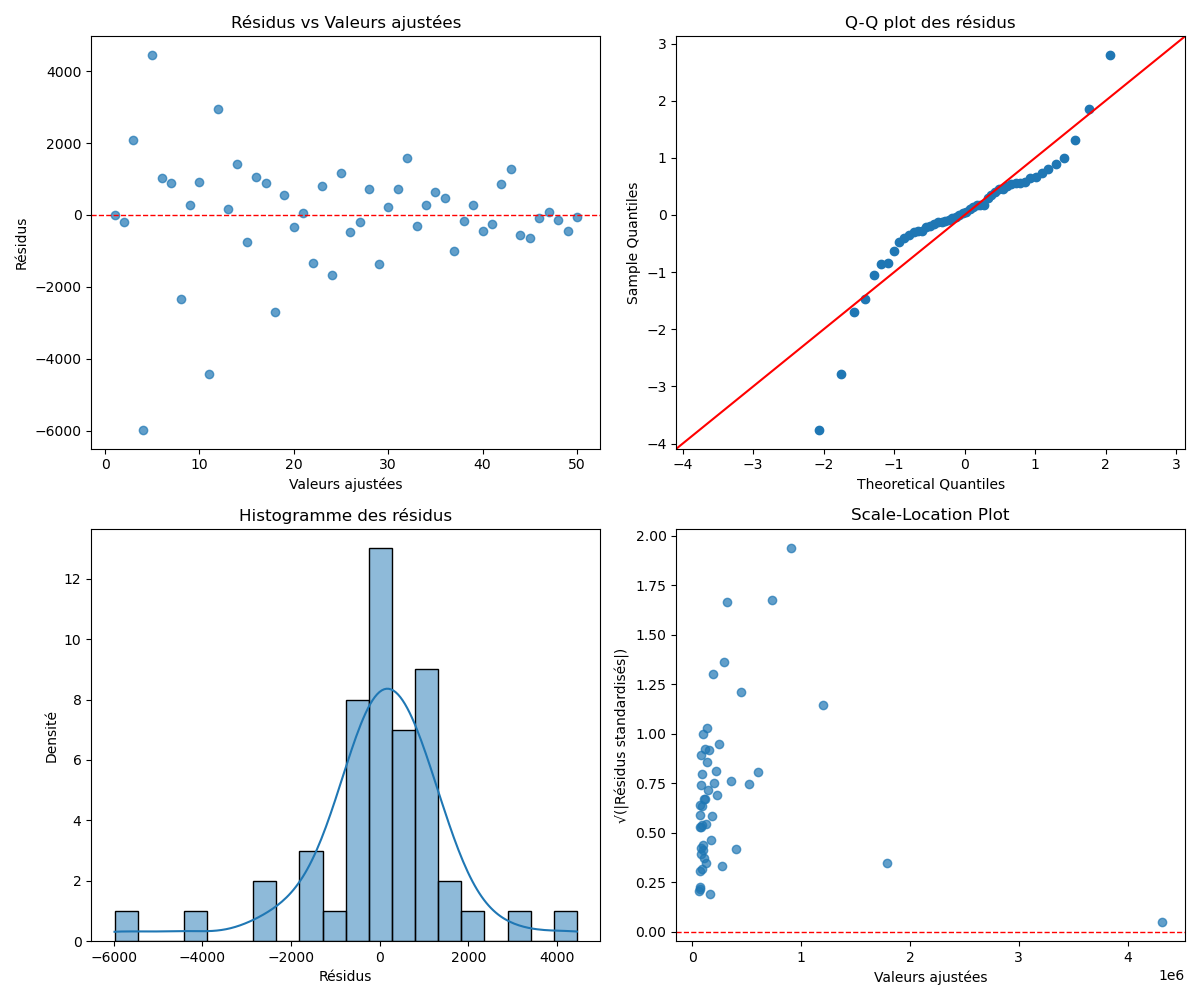 Résidus vs Valeurs ajustées
4000
2000
0
−2000
−4000
−6000
Résidus
0 10 20 30 40 50
Valeurs ajustées
Q-Q plot des résidus
3
2
1
0
−1
−2
−3
−4
Sample Quantiles
−4 −3 −2 −1 0 1 2 3
Theoretical Quantiles
Histogramme des résidus
12
10
8
6
4
2
0
Densité
−6000 −4000 −2000 0 2000 4000
Résidus
Scale-Location Plot
2.00
1.75
1.50
1.25
1.00
0.75
0.50
0.25
0.00
√(|Résidus standardisés|)
0 1 2 3 4
1e6
Valeurs ajustées